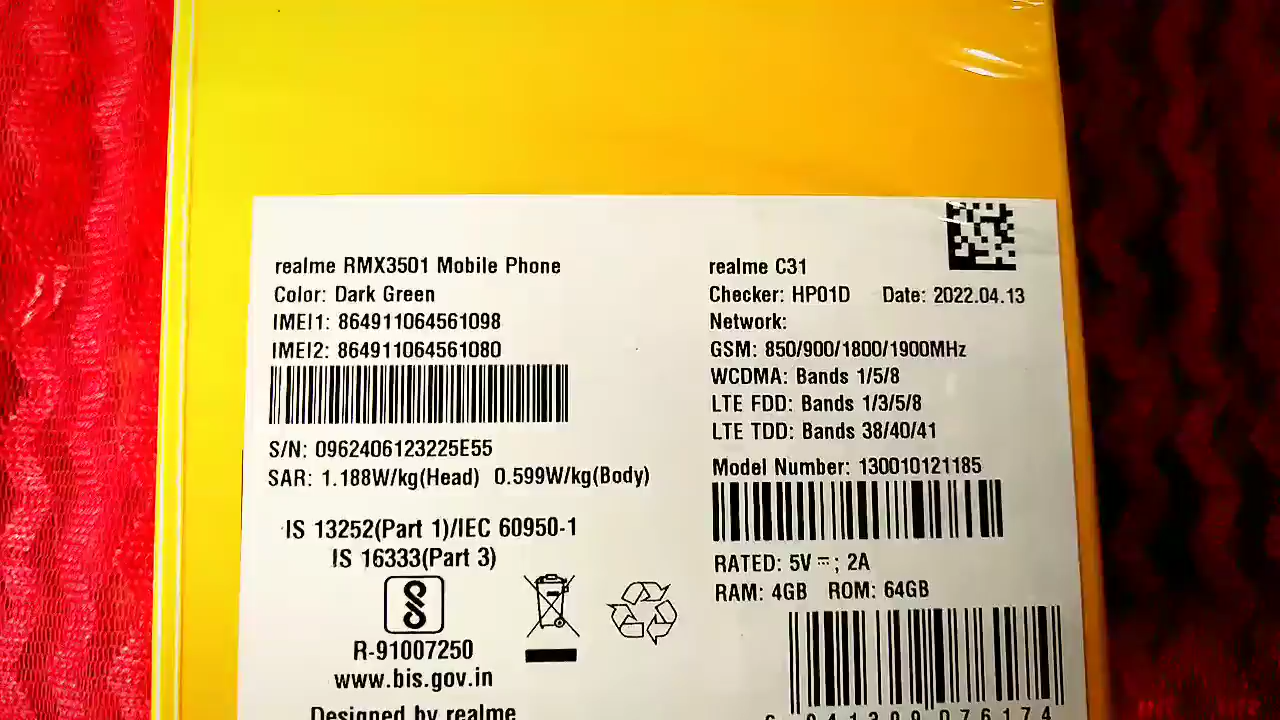 realme RMX3501 Mobile Phone
Color: Dark Green
IMEI1: 864911064561098
IMEI2: 864911064561080
S/N: 0962406123225E55
SAR: 1.188W/kg(Head) 0.599W/kg(Body)
IS 13252(Part 1)/IEC 60950-1
IS 16333(Part 3)
R-91007250
www.bis.gov.in
Designed by realme
realme C31
Checker: HP01D Date: 2022.04.13
Network:
GSM: 850/900/1800/1900MHz
WCDMA: Bands 1/5/8
LTE FDD: Bands 1/3/5/8
LTE TDD: Bands 38/40/41
Model Number: 130010121185
RATED: 5V⎓; 2A
RAM: 4GB ROM: 64GB
6 941399 076174